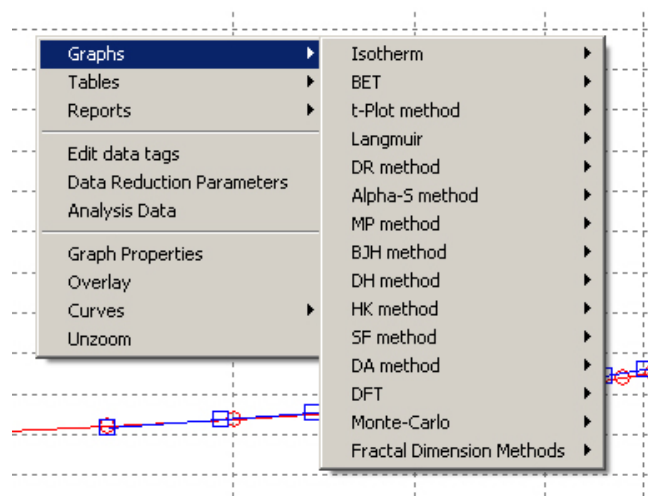 Graphs
Tables
Reports
Edit data tags
Data Reduction Parameters
Analysis Data
Graph Properties
Overlay
Curves
Unzoom
Isotherm
BET
t-Plot method
Langmuir
DR method
Alpha-S method
MP method
BJH method
DH method
HK method
SF method
DA method
DFT
Monte-Carlo
Fractal Dimension Methods